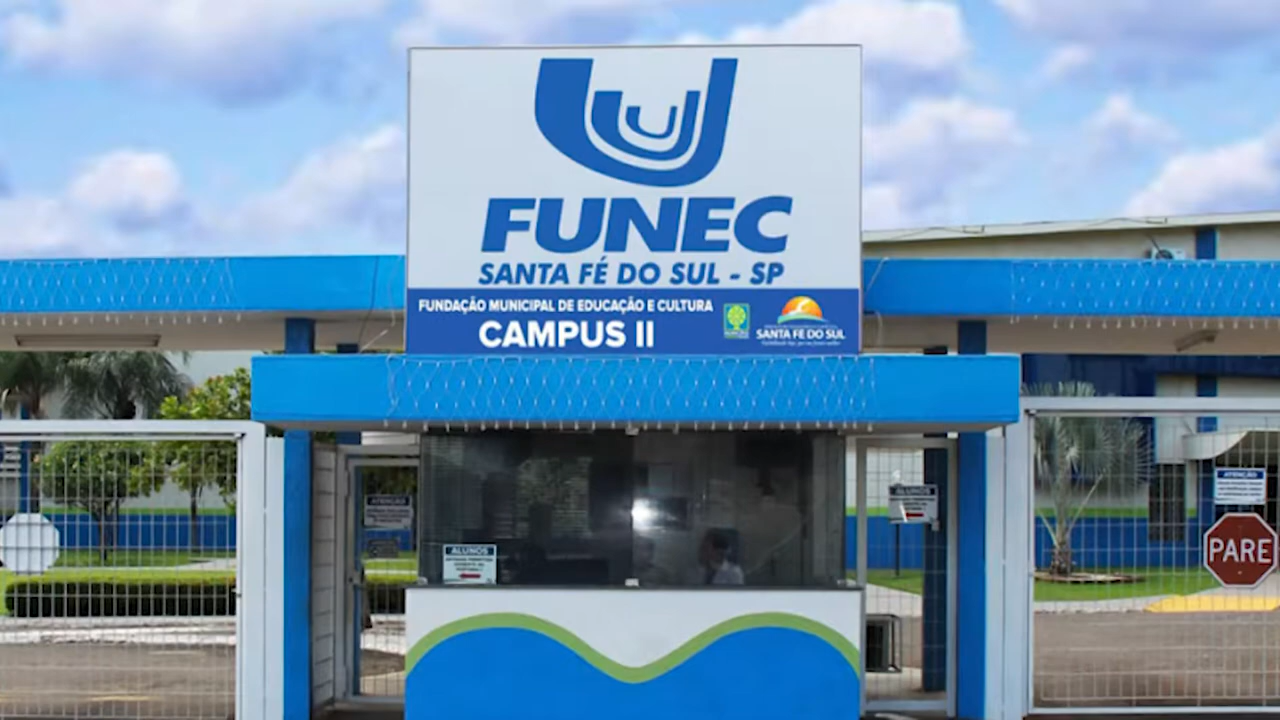 FUNEC
SANTA FÉ DO SUL - SP
FUNDAÇÃO MUNICIPAL DE EDUCAÇÃO E CULTURA
CAMPUS II
SANTA FÉ DO SUL
ATENÇÃO
ALUNOS
ALUNOS
ATENÇÃO
PARE